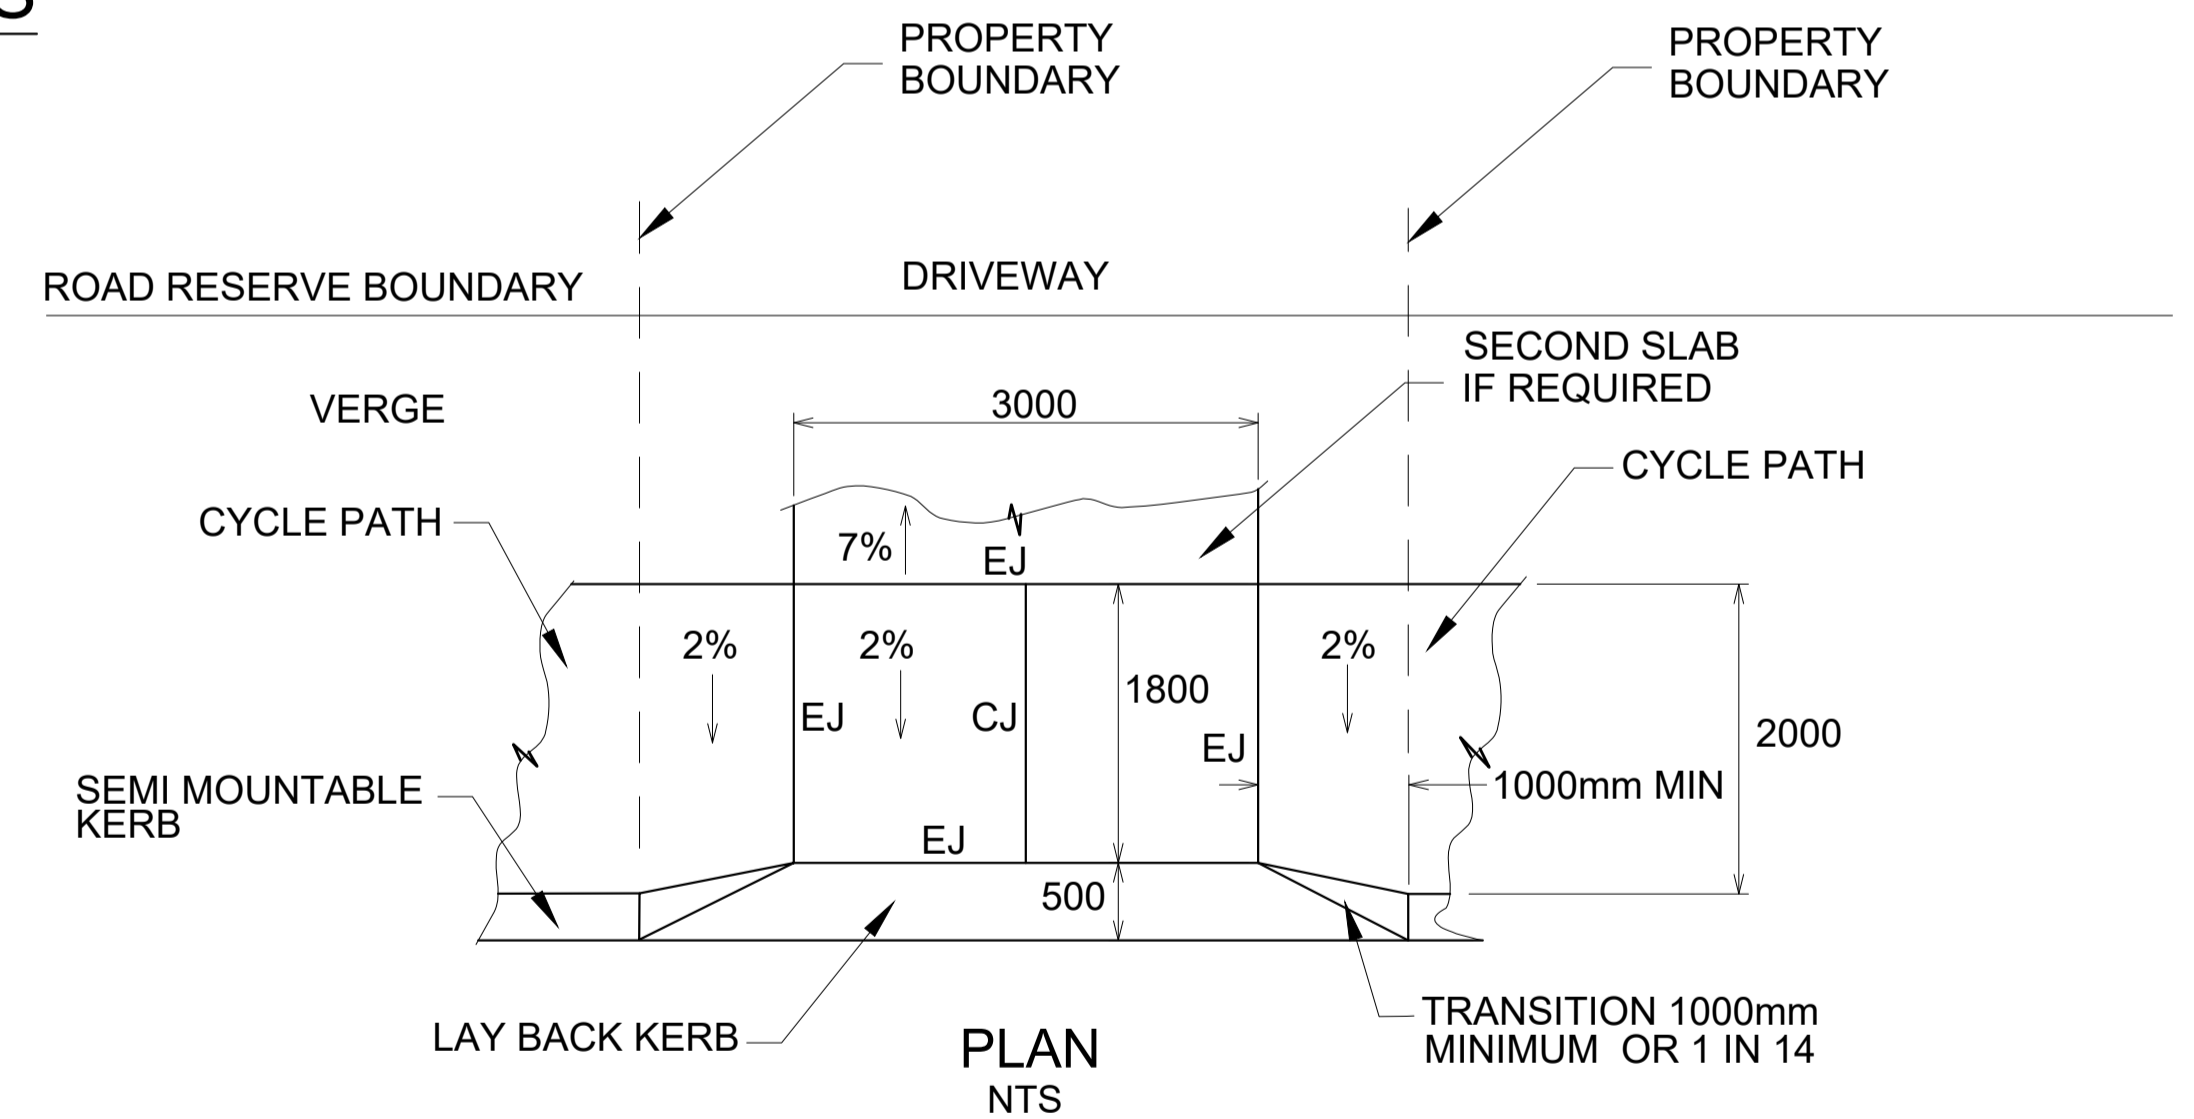 S
PROPERTY
BOUNDARY
PROPERTY
BOUNDARY
ROAD RESERVE BOUNDARY
DRIVEWAY
SECOND SLAB
IF REQUIRED
VERGE
3000
CYCLE PATH
CYCLE PATH
7%
EJ
2%
2%
2%
1800
EJ
CJ
EJ
2000
SEMI MOUNTABLE
KERB
1000mm MIN
EJ
500
LAY BACK KERB
TRANSITION 1000mm
MINIMUM OR 1 IN 14
PLAN
NTS